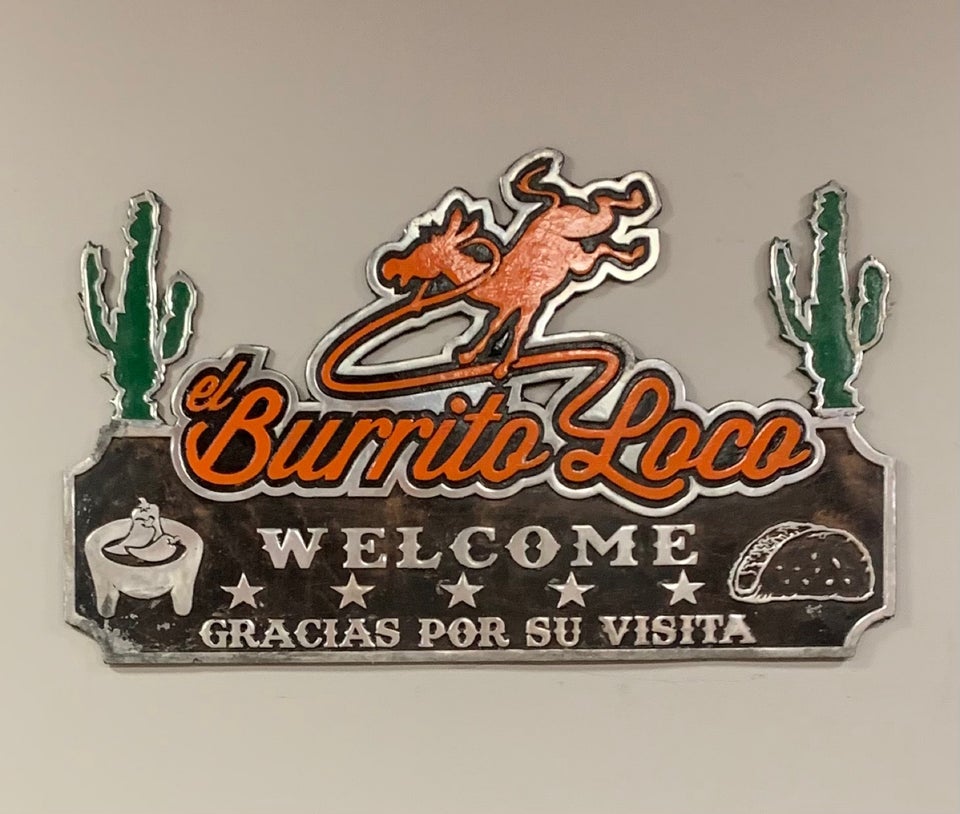 el Burrito Loco
WELCOME
GRACIAS POR SU VISITA